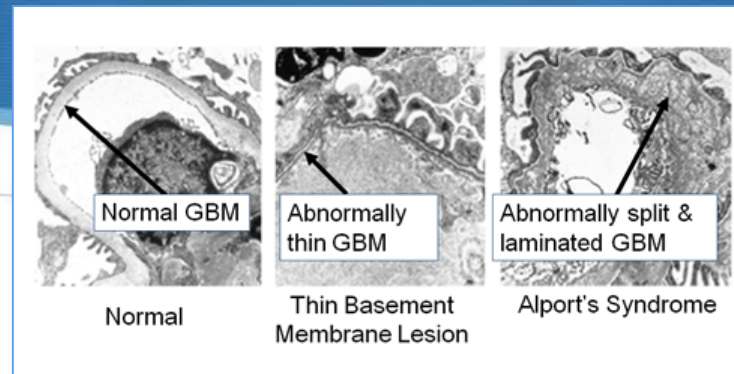 Normal GBM
Abnormally
thin GBM
Abnormally split &
laminated GBM
Normal
Thin Basement
Membrane Lesion
Alport's Syndrome